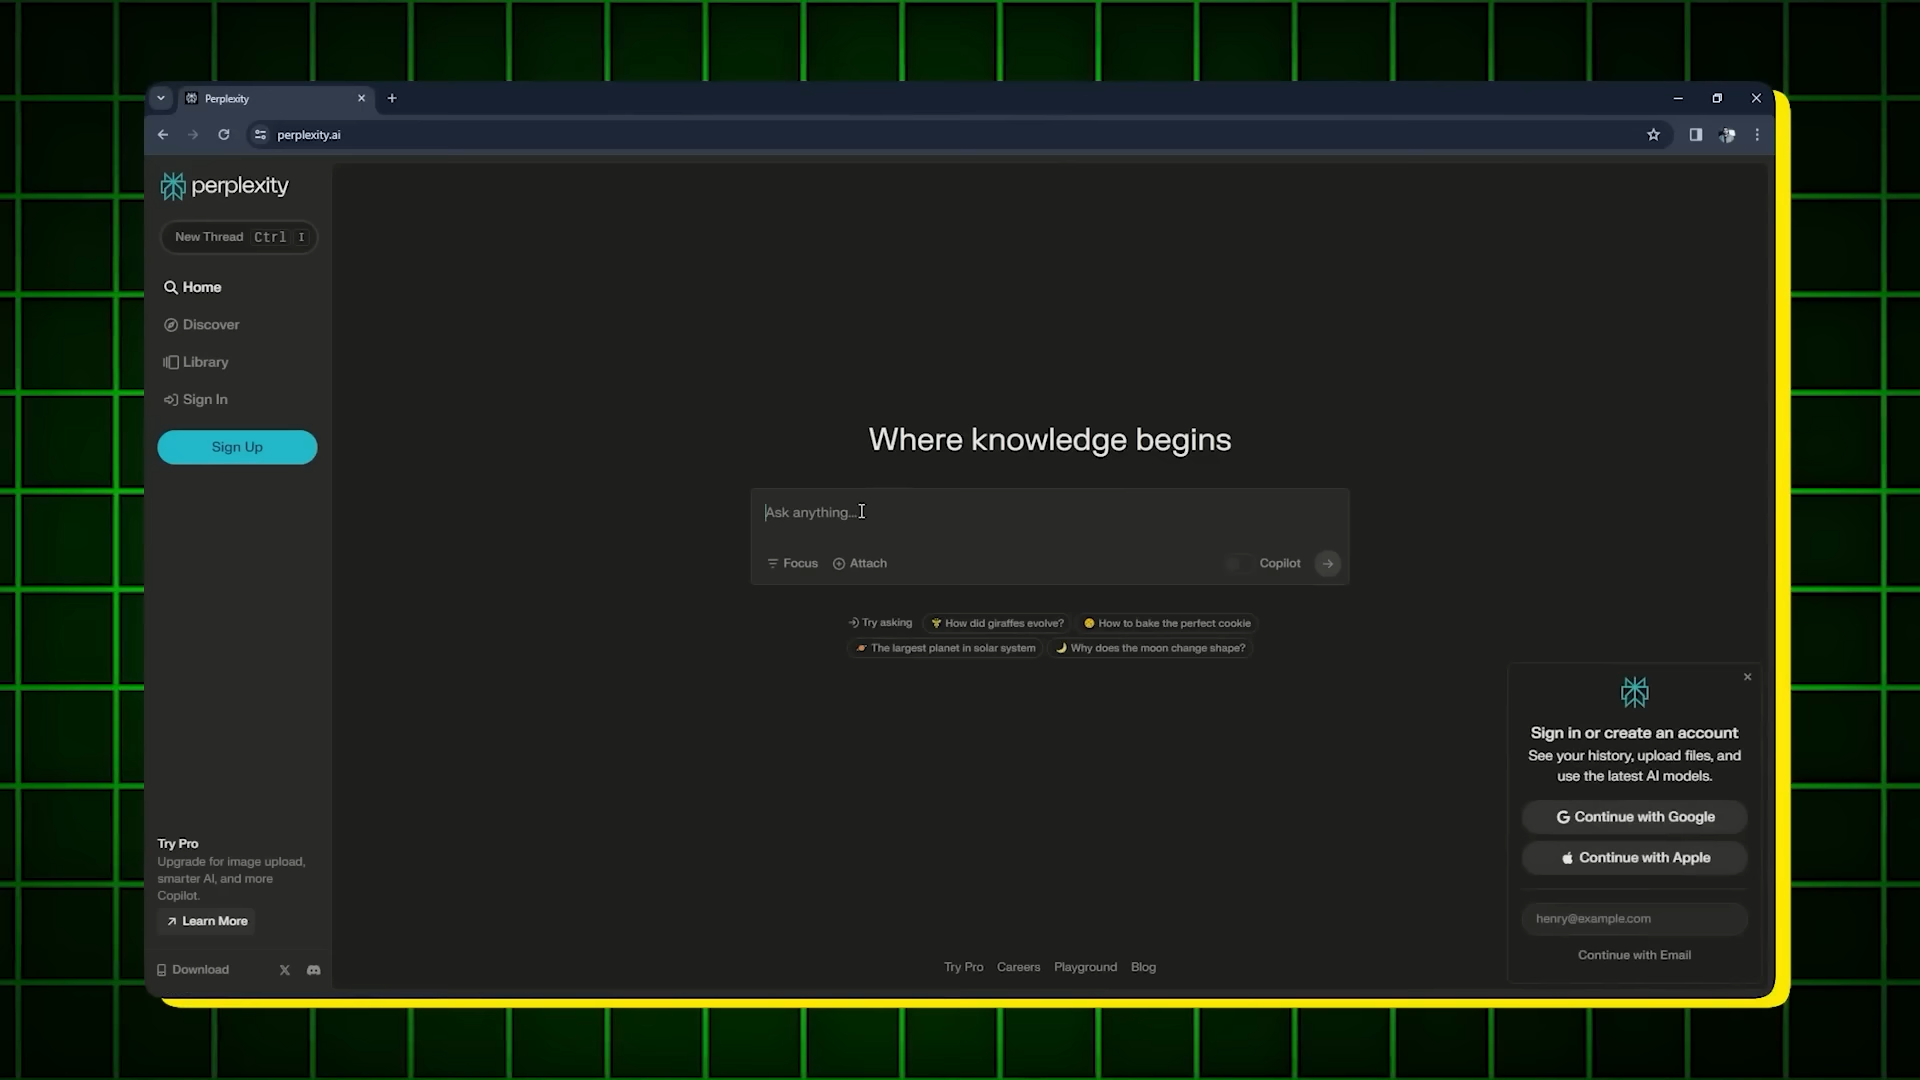 Perplexity
perplexity.ai
perplexity
New Thread Ctrl I
Home
Discover
Library
Sign In
Sign Up
Where knowledge begins
Ask anything...
Focus Attach Copilot
Try asking How did giraffes evolve? How to bake the perfect cookie
The largest planet in solar system Why does the moon change shape?
Sign in or create an account
See your history, upload files, and
use the latest AI models.
Continue with Google
Continue with Apple
henry@example.com
Continue with Email
Try Pro
Upgrade for image upload,
smarter AI, and more
Copilot.
Learn More
Download
Try Pro Careers Playground Blog